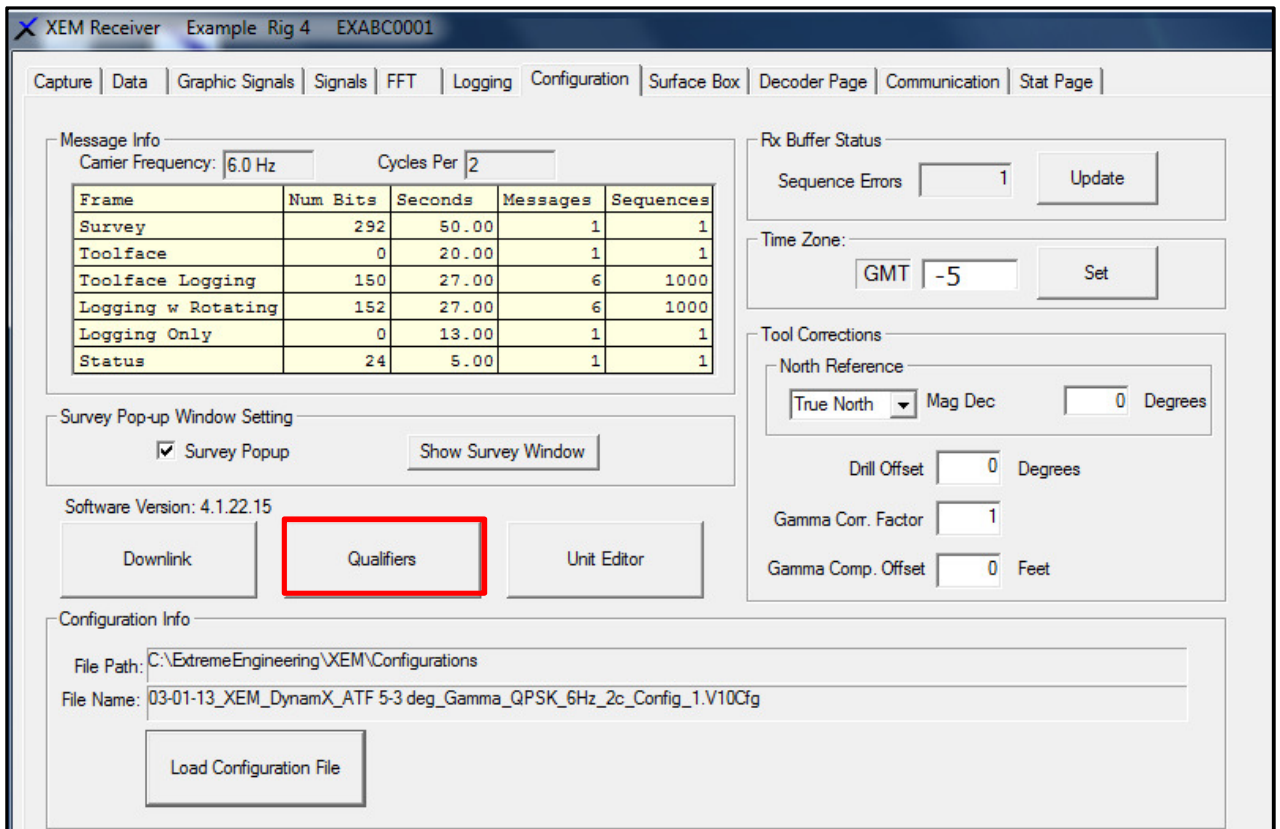 XEM Receiver Example Rig 4 EXABC0001
Capture Data Graphic Signals Signals FFT Logging Configuration Surface Box Decoder Page Communication Stat Page
Message Info
Carrier Frequency: 6.0 Hz Cycles Per 2
Frame Num Bits Seconds Messages Sequences
Survey 292 50.00 1 1
Toolface 0 20.00 1 1
Toolface Logging 150 27.00 6 1000
Logging w Rotating 152 27.00 6 1000
Logging Only 0 13.00 1 1
Status 24 5.00 1 1
Survey Pop-up Window Setting
Survey Popup Show Survey Window
Software Version: 4.1.22.15
Downlink Qualifiers Unit Editor
Rx Buffer Status
Sequence Errors 1 Update
Time Zone:
GMT -5 Set
Tool Corrections
North Reference
True North Mag Dec 0 Degrees
Drill Offset 0 Degrees
Gamma Corr. Factor 1
Gamma Comp. Offset 0 Feet
Configuration Info
File Path: C:\ExtremeEngineering\XEM\Configurations
File Name: 03-01-13_XEM_DynamX_ATF 5-3 deg_Gamma_QPSK_6Hz_2c_Config_1.V10Cfg
Load Configuration File